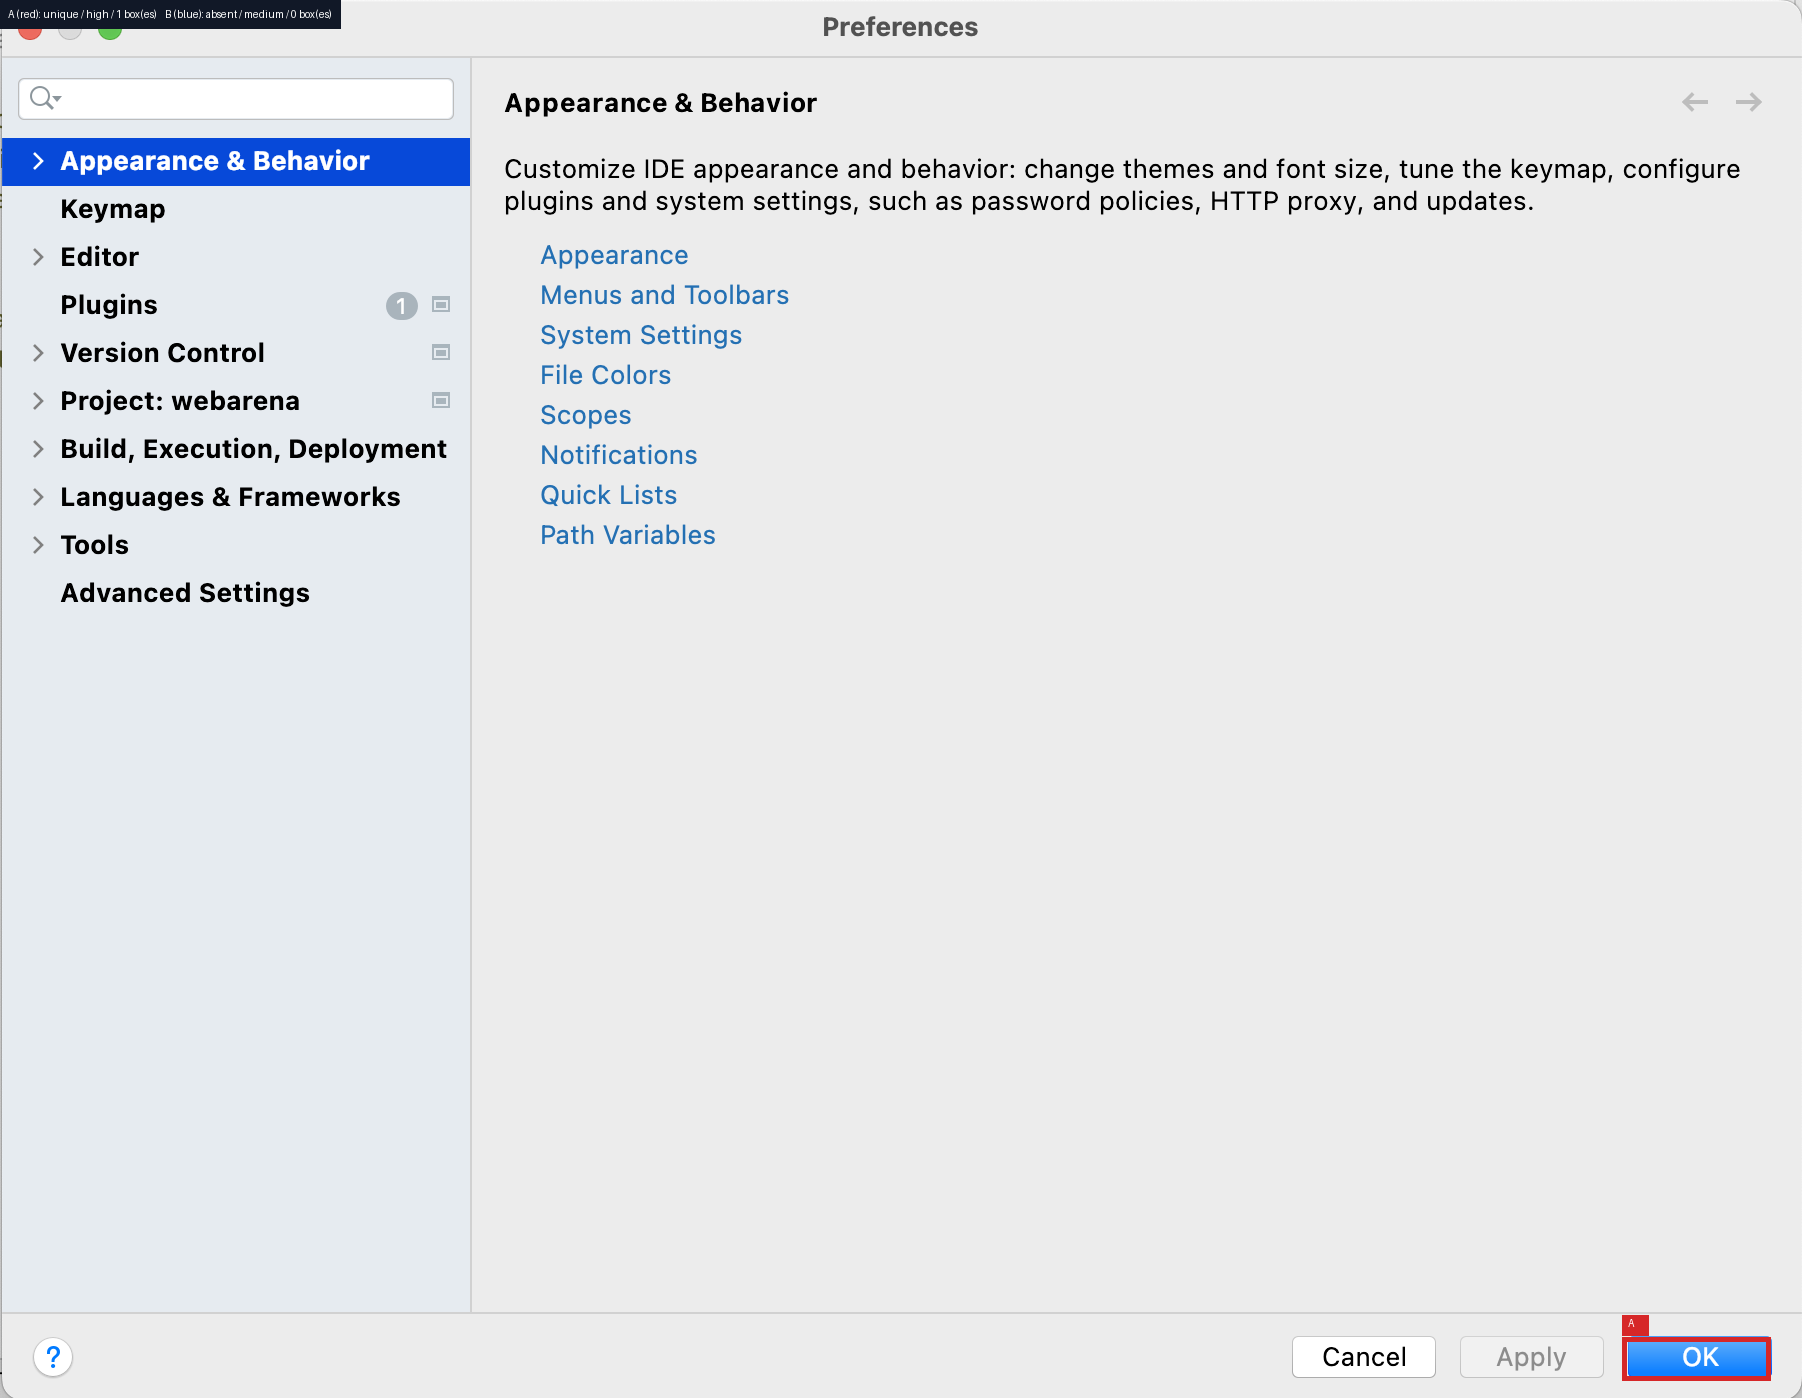 A (red): unique / high / 1 box(es) B (blue): absent / medium / 0 box(es)
Preferences
Appearance & Behavior
Keymap
Editor
Plugins 1
Version Control
Project: webarena
Build, Execution, Deployment
Languages & Frameworks
Tools
Advanced Settings
Appearance & Behavior
Customize IDE appearance and behavior: change themes and font size, tune the keymap, configure
plugins and system settings, such as password policies, HTTP proxy, and updates.
Appearance
Menus and Toolbars
System Settings
File Colors
Scopes
Notifications
Quick Lists
Path Variables
?
Cancel
Apply
A
OK